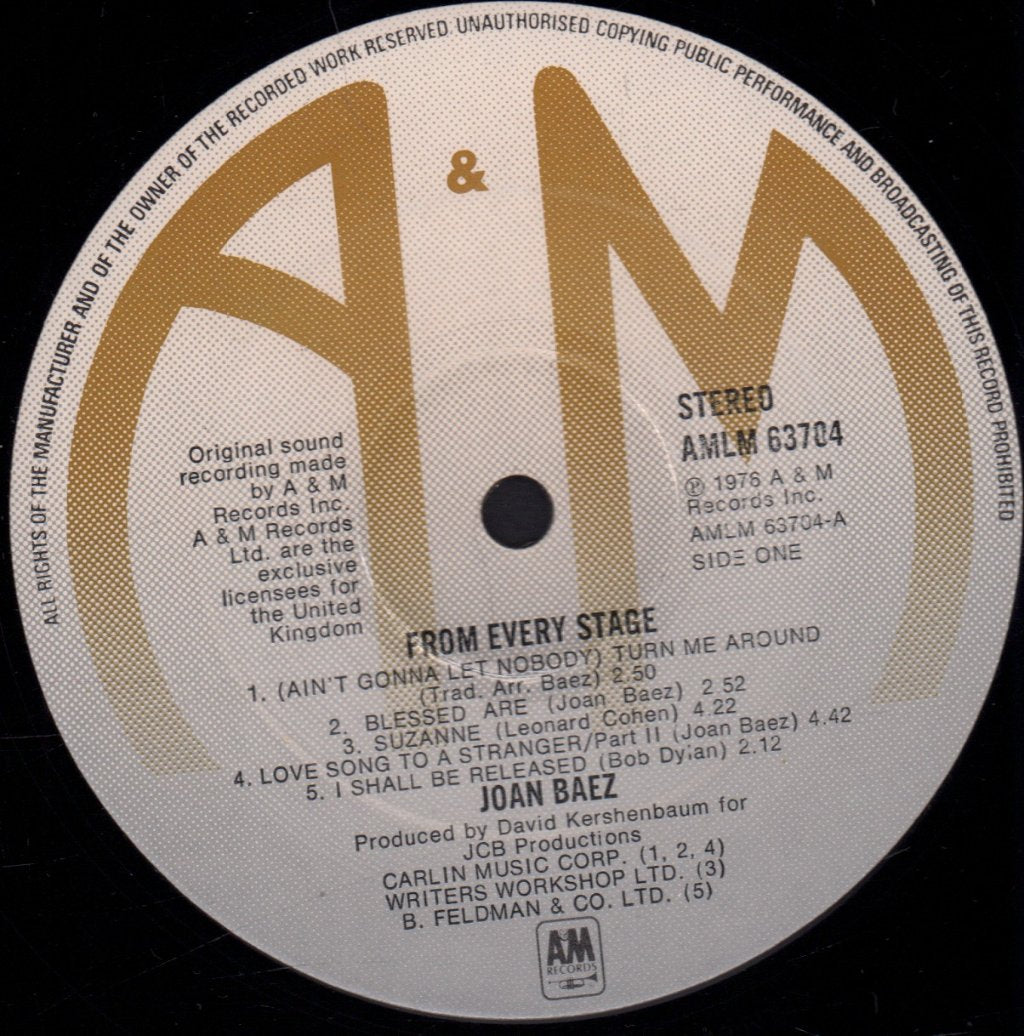 ALL RIGHTS OF THE MANUFACTURER AND OF THE OWNER OF THE RECORDED WORK RESERVED UNAUTHORISED COPYING PUBLIC PERFORMANCE AND BROADCASTING OF THIS RECORD PROHIBITED
A & M
STEREO
AMLM 63704
℗ 1976 A & M
Records Inc.
AMLM 63704-A
SIDE ONE
Original sound
recording made
by A & M
Records Inc.
A & M Records
Ltd. are the
exclusive
licensees for
the United
Kingdom
FROM EVERY STAGE
1. (AIN'T GONNA LET NOBODY) TURN ME AROUND
(Trad. Arr. Baez) 2.50
2. BLESSED ARE (Joan Baez) 2 52
3. SUZANNE (Leonard Cohen) 4.22
4. LOVE SONG TO A STRANGER/Part II (Joan Baez) 4.42
5. I SHALL BE RELEASED (Bob Dylan) 2.12
JOAN BAEZ
Produced by David Kershenbaum for
JCB Productions
CARLIN MUSIC CORP. (1, 2, 4)
WRITERS WORKSHOP LTD. (3)
B. FELDMAN & CO. LTD. (5)
A&M
RECORDS